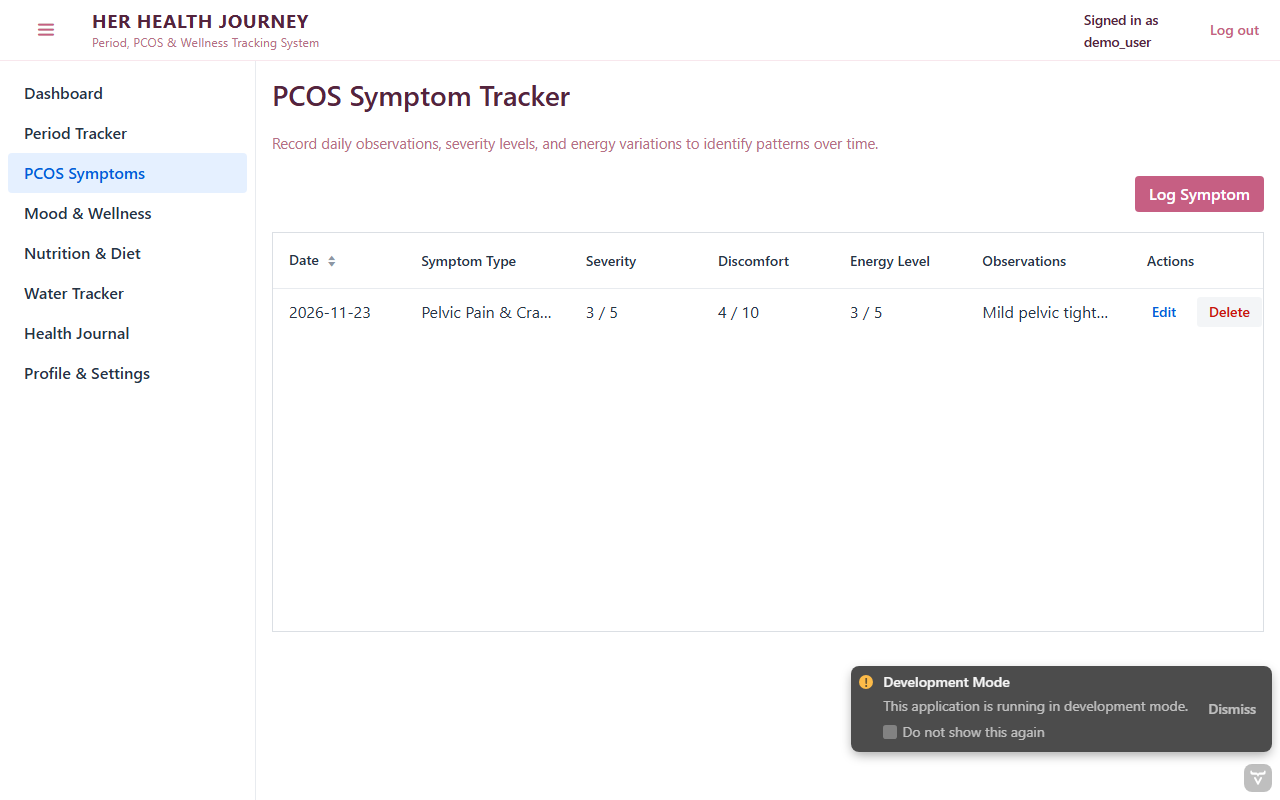 HER HEALTH JOURNEY
Period, PCOS & Wellness Tracking System
Signed in as
demo_user
Log out
Dashboard
Period Tracker
PCOS Symptoms
Mood & Wellness
Nutrition & Diet
Water Tracker
Health Journal
Profile & Settings
PCOS Symptom Tracker
Record daily observations, severity levels, and energy variations to identify patterns over time.
Log Symptom
Date Symptom Type Severity Discomfort Energy Level Observations Actions
2026-11-23 Pelvic Pain & Cra... 3 / 5 4 / 10 3 / 5 Mild pelvic tight... Edit Delete
Development Mode
This application is running in development mode.
Dismiss
Do not show this again